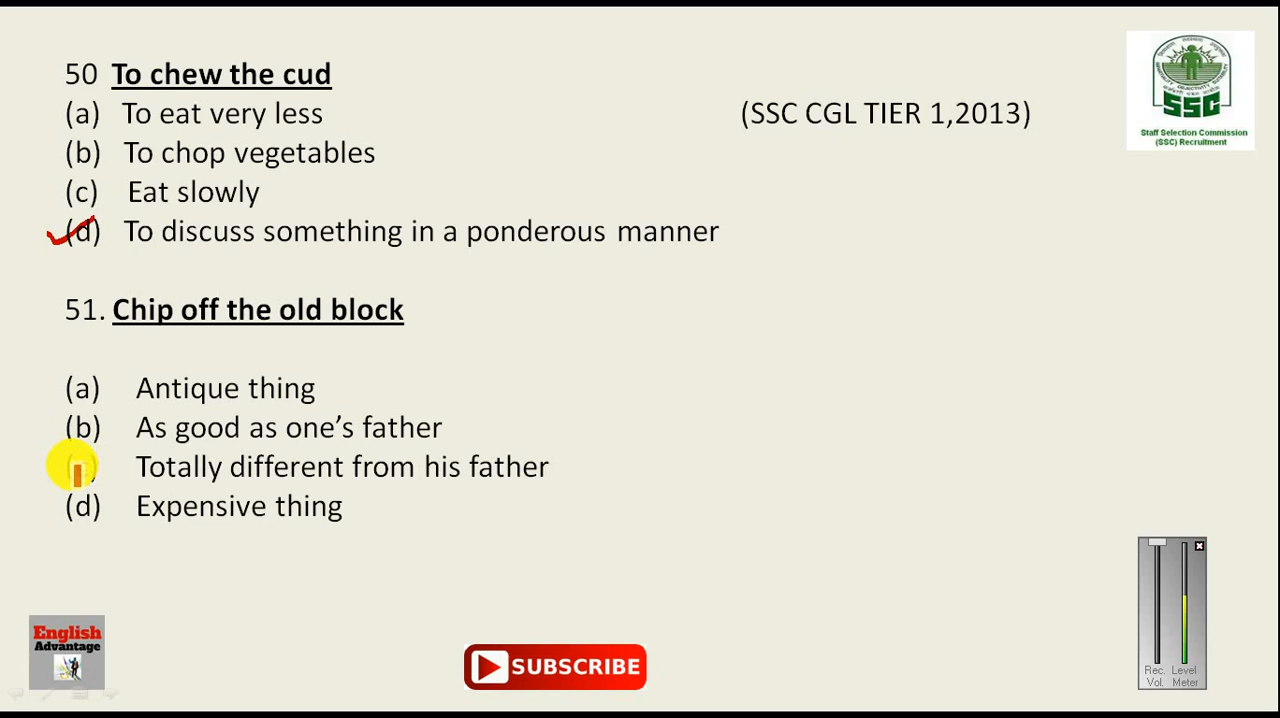 50 To chew the cud
(a) To eat very less (SSC CGL TIER 1,2013)
(b) To chop vegetables
(c) Eat slowly
(d) To discuss something in a ponderous manner
51. Chip off the old block
(a) Antique thing
(b) As good as one's father
Totally different from his father
(d) Expensive thing
SSC
Staff Selection Commission
(SSC) Recruitment
English
Advantage
SUBSCRIBE
Rec. Level
Vol. Meter